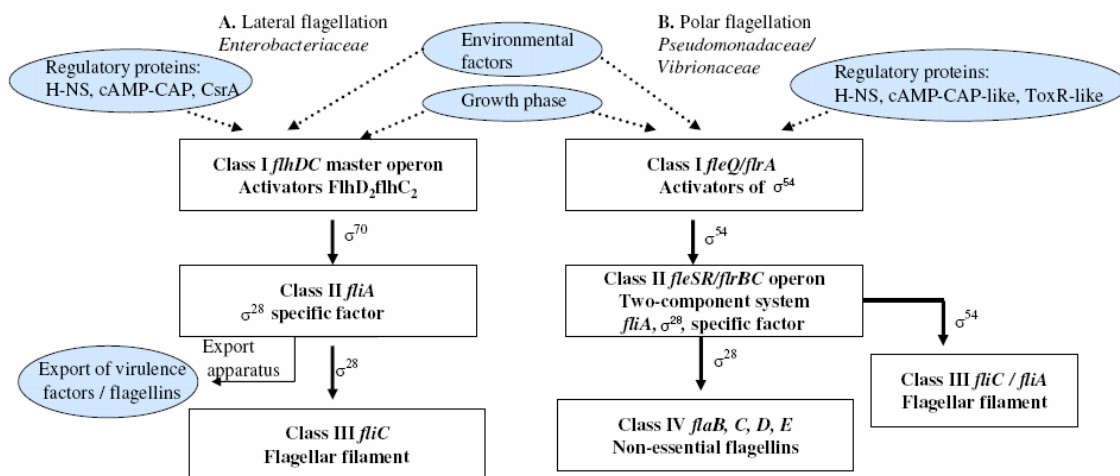 A. Lateral flagellation
Enterobacteriaceae
Environmental
factors
B. Polar flagellation
Pseudomonadaceae/
Vibrionaceae
Regulatory proteins:
H-NS, cAMP-CAP, CsrA
Growth phase
Regulatory proteins:
H-NS, cAMP-CAP-like, ToxR-like
Class I flhDC master operon
Activators FlhD₂flhC₂
Class I fleQ/flrA
Activators of σ⁵⁴
σ⁷⁰
σ⁵⁴
Class II fliA
σ²⁸ specific factor
Class II fleSR/flrBC operon
Two-component system
fliA, σ²⁸, specific factor
σ⁵⁴
Export
apparatus
σ²⁸
σ²⁸
Export of virulence
factors / flagellins
Class III fliC
Flagellar filament
Class IV flaB, C, D, E
Non-essential flagellins
Class III fliC / fliA
Flagellar filament